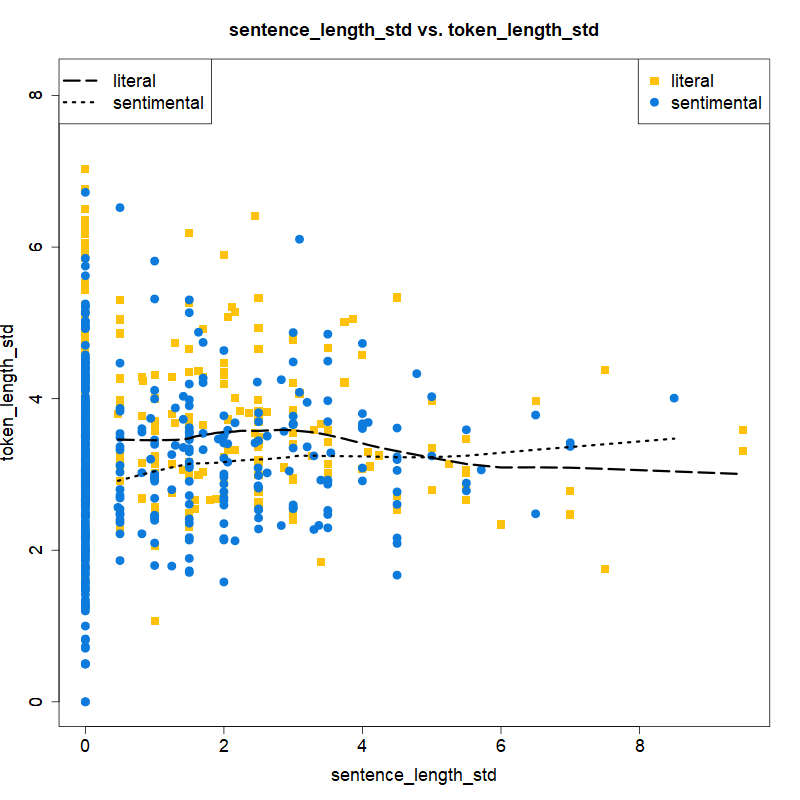 sentence_length_std vs. token_length_std
literal
sentimental
literal
sentimental
token_length_std
8
6
4
2
0
0 2 4 6 8
sentence_length_std